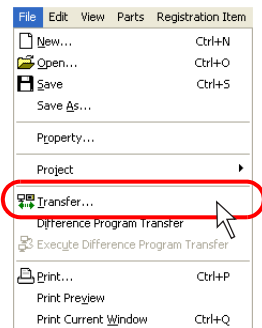 File Edit View Parts Registration Item
New... Ctrl+N
Open... Ctrl+O
Save Ctrl+S
Save As...
Property...
Project
Transfer...
Difference Program Transfer
Execute Difference Program Transfer
Print... Ctrl+P
Print Preview
Print Current Window Ctrl+Q